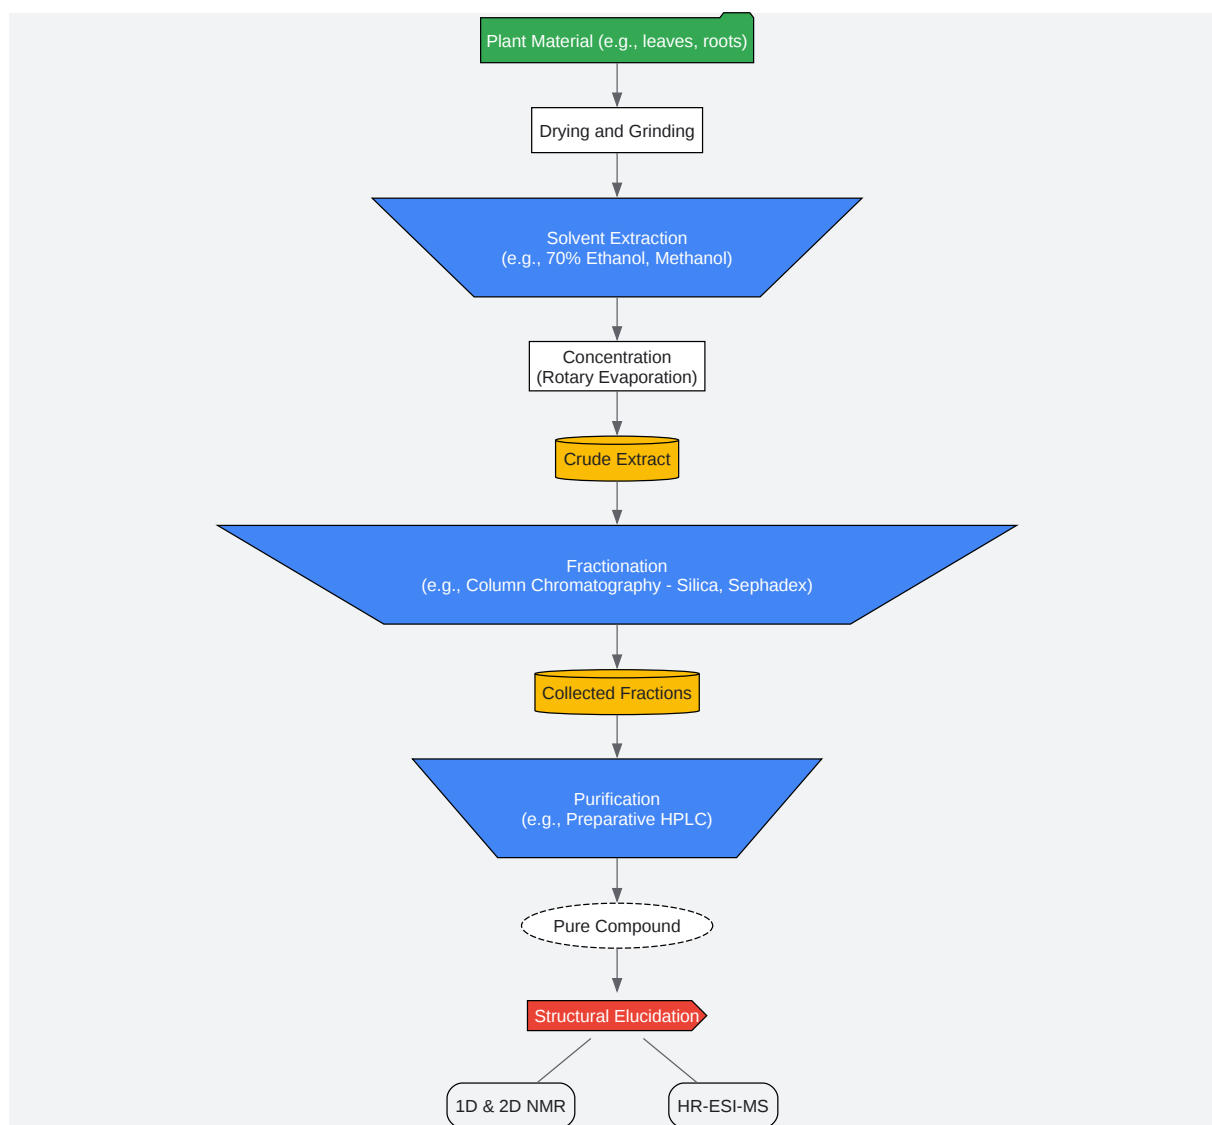 Plant Material (e.g., leaves, roots)
Drying and Grinding
Solvent Extraction
(e.g., 70% Ethanol, Methanol)
Concentration
(Rotary Evaporation)
Crude Extract
Fractionation
(e.g., Column Chromatography - Silica, Sephadex)
Collected Fractions
Purification
(e.g., Preparative HPLC)
Pure Compound
Structural Elucidation
1D & 2D NMR
HR-ESI-MS